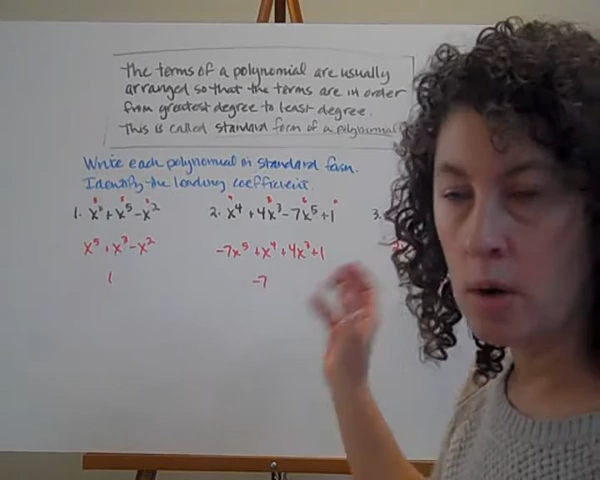 The terms of a polynomial are usually
arranged so that the terms are in order
from greatest degree to least degree.
This is called standard form of a polynomial
Write each polynomial in standard form.
Identify the leading coefficient.
1. x³ + x⁵ - x² 2. x⁴ + 4x³ - 7x⁵ + 1 3.
x⁵ + x³ - x² -7x⁵ + x⁴ + 4x³ + 1
1 -7